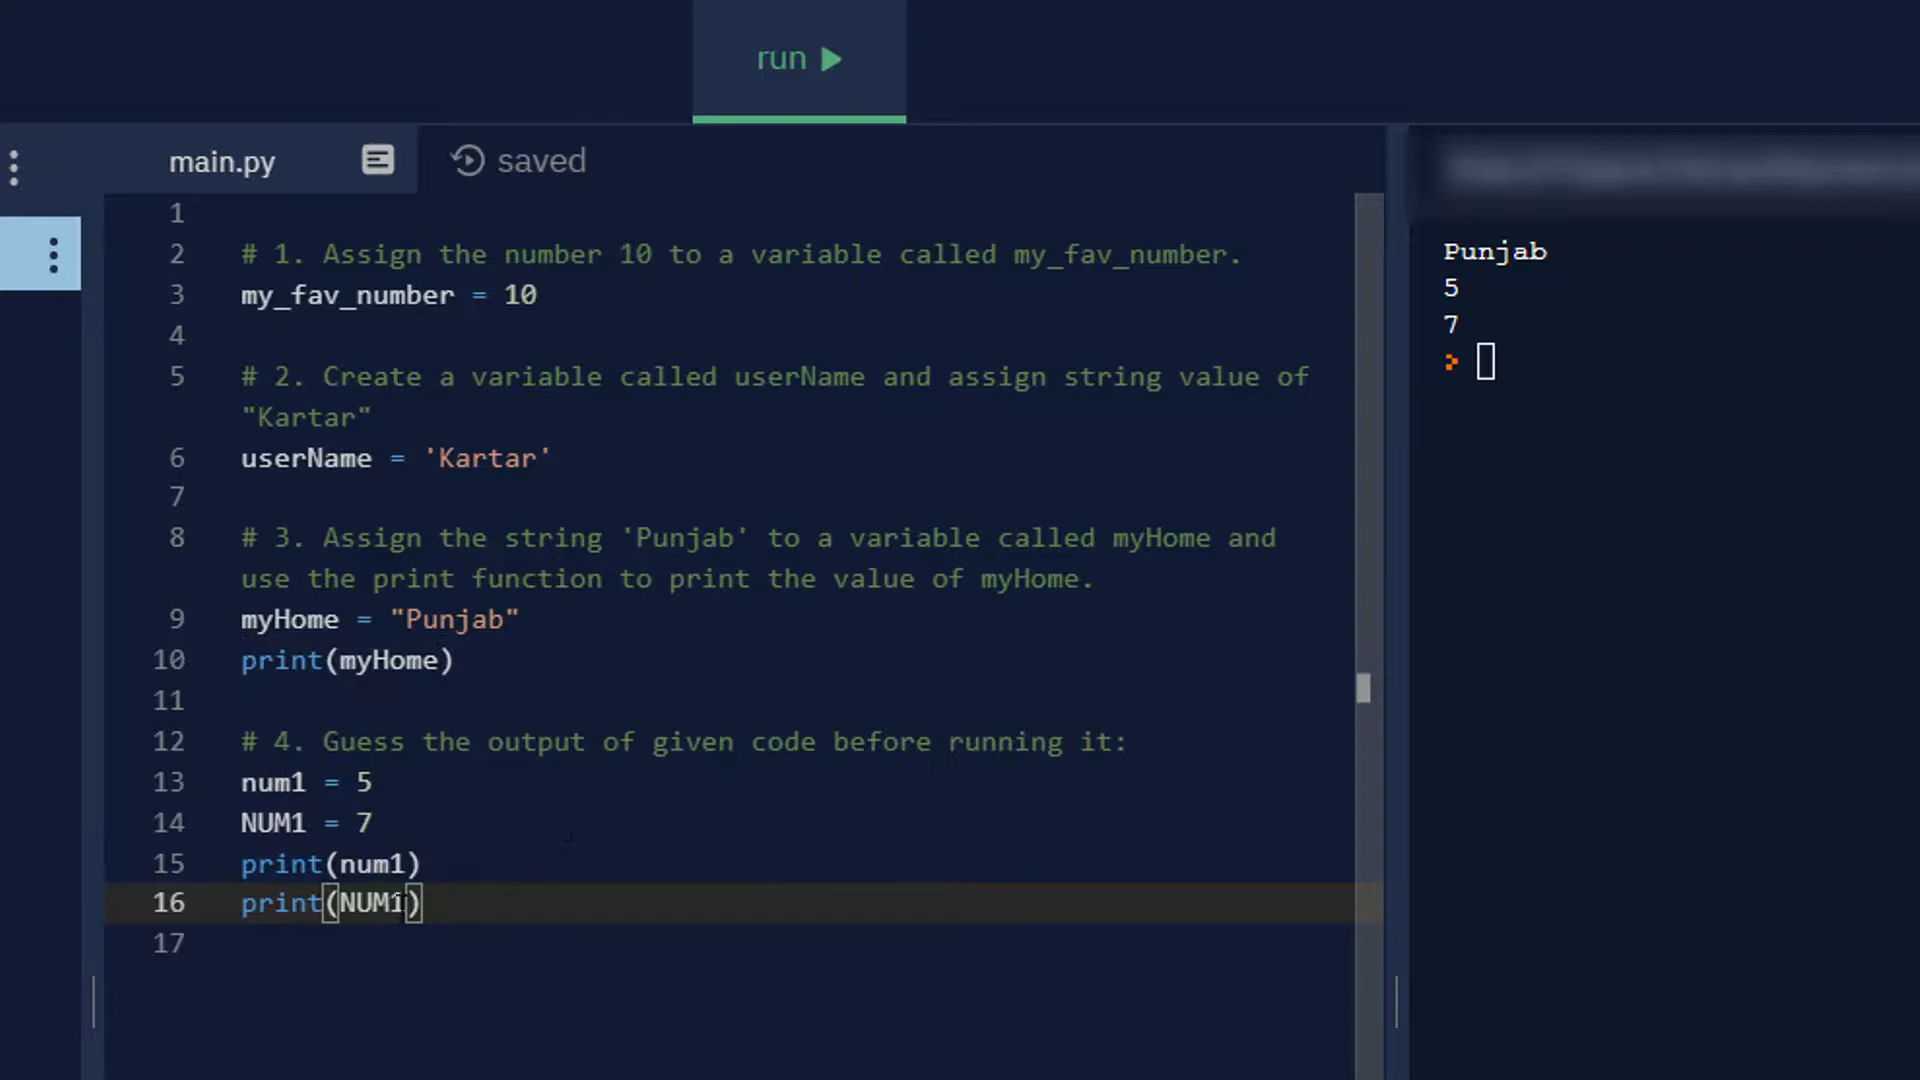 run
main.py
saved
1
2 # 1. Assign the number 10 to a variable called my_fav_number.
3 my_fav_number = 10
4
5 # 2. Create a variable called userName and assign string value of
"Kartar"
6 userName = 'Kartar'
7
8 # 3. Assign the string 'Punjab' to a variable called myHome and
use the print function to print the value of myHome.
9 myHome = "Punjab"
10 print(myHome)
11
12 # 4. Guess the output of given code before running it:
13 num1 = 5
14 NUM1 = 7
15 print(num1)
16 print(NUM1)
17
Punjab
5
7
>